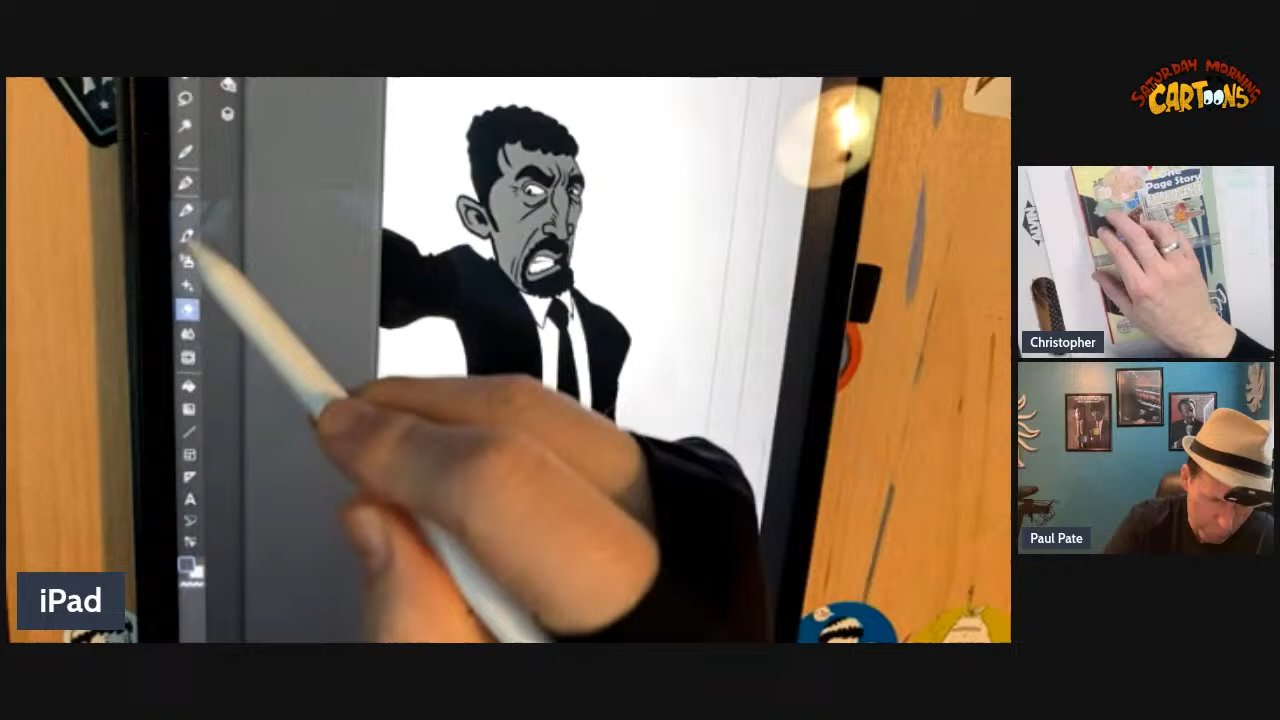 SATURDAY MORNING
CARTOONS
One
Page Story
Christopher
Paul Pate
iPad
A